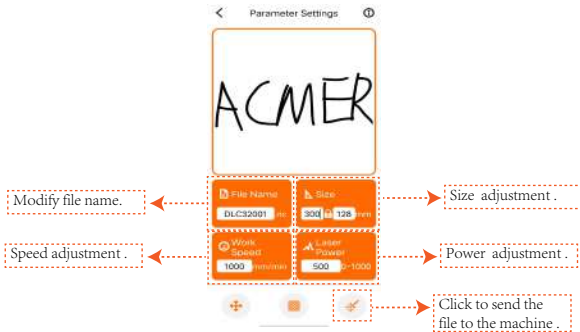 Parameter Settings
ACMER
File Name
DLC32001 .nc
Size
300 128 mm
Work
Speed
1000 mm/min
Laser
Power
500 0-1000
Modify file name.
Size adjustment .
Speed adjustment .
Power adjustment .
Click to send the
file to the machine .